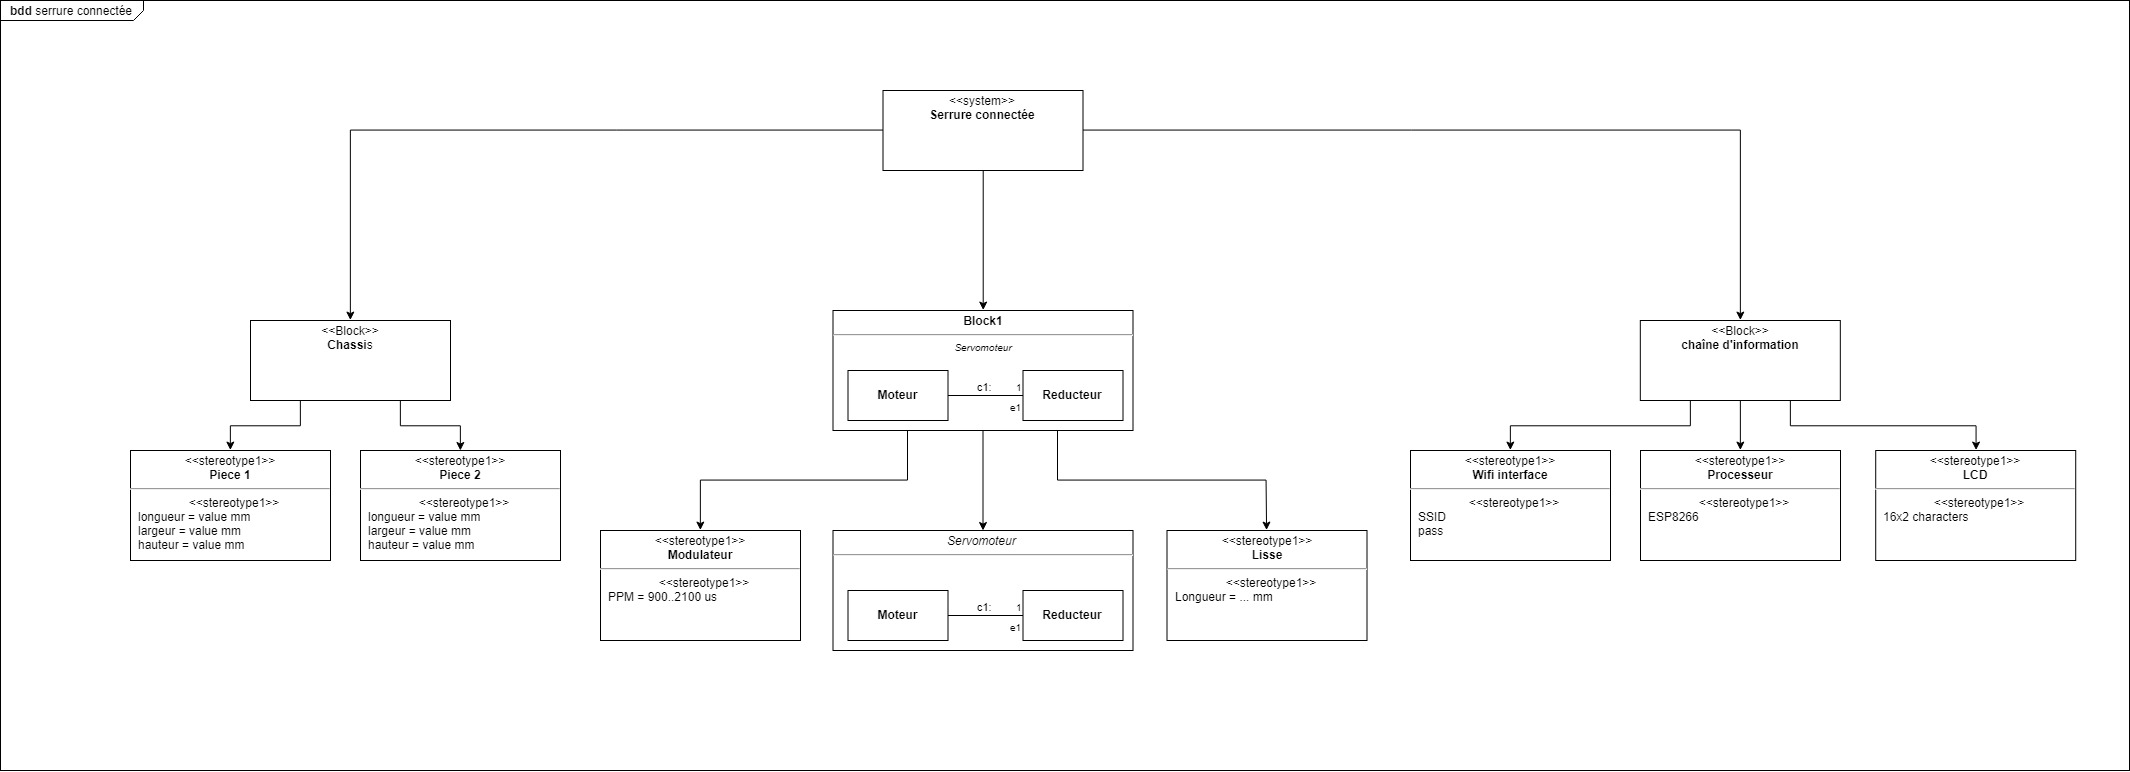 bdd serrure connectée
<<system>>
Serrure connectée
<<Block>>
Chassis
Block1
Servomoteur
Moteur
c1:
1
e1
Reducteur
<<Block>>
chaîne d'information
<<stereotype1>>
Piece 1
<<stereotype1>>
longueur = value mm
largeur = value mm
hauteur = value mm
<<stereotype1>>
Piece 2
<<stereotype1>>
longueur = value mm
largeur = value mm
hauteur = value mm
<<stereotype1>>
Modulateur
<<stereotype1>>
PPM = 900..2100 us
Servomoteur
Moteur
c1:
1
e1
Reducteur
<<stereotype1>>
Lisse
<<stereotype1>>
Longueur = ... mm
<<stereotype1>>
Wifi interface
<<stereotype1>>
SSID
pass
<<stereotype1>>
Processeur
<<stereotype1>>
ESP8266
<<stereotype1>>
LCD
<<stereotype1>>
16x2 characters